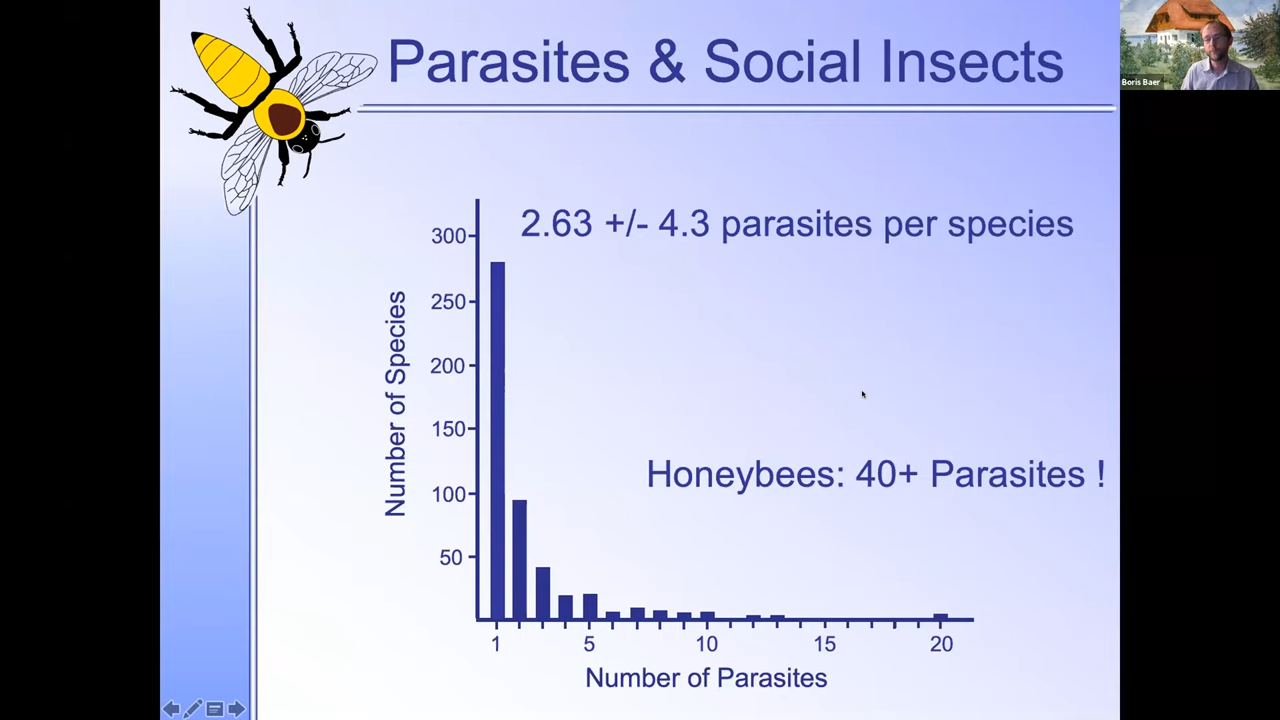 Parasites & Social Insects
Boris Baer
2.63 +/- 4.3 parasites per species
Honeybees: 40+ Parasites !
Number of Species
300
250
200
150
100
50
1 5 10 15 20
Number of Parasites